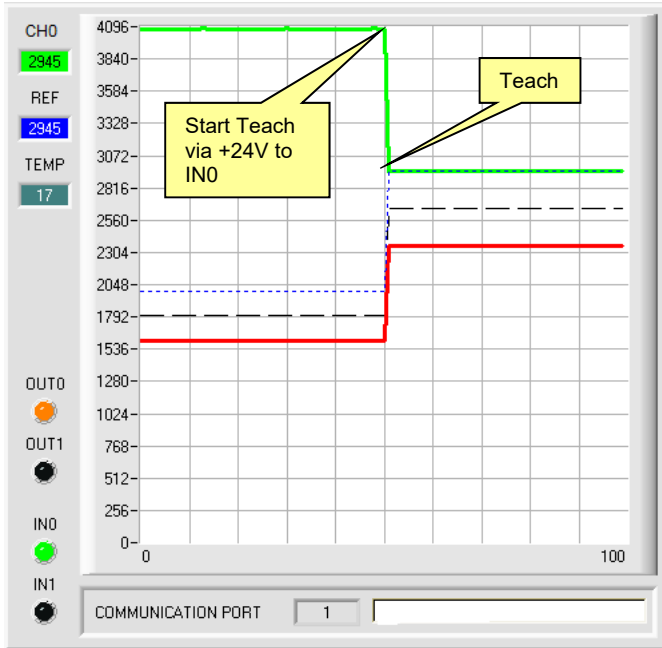 CH0
2945
REF
2945
TEMP
17
OUT0
OUT1
IN0
IN1
4096
3840
3584
3328
3072
2816
2560
2304
2048
1792
1536
1280
1024
768
512
256
0
0
100
Start Teach
via +24V to
IN0
Teach
COMMUNICATION PORT 1